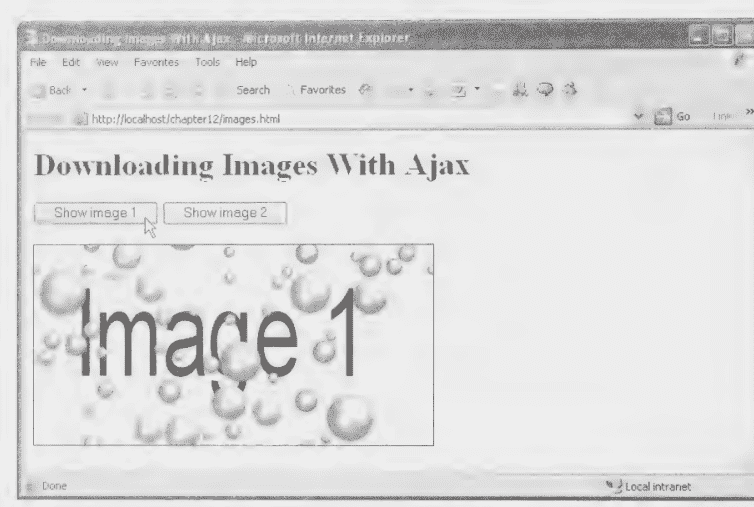 Downloading Images With Ajax - Microsoft Internet Explorer
File Edit View Favorites Tools Help
Back Search Favorites
http://localhost/chapter12/images.html Go Links »
Downloading Images With Ajax
Show image 1 Show image 2
Image 1
Done Local intranet